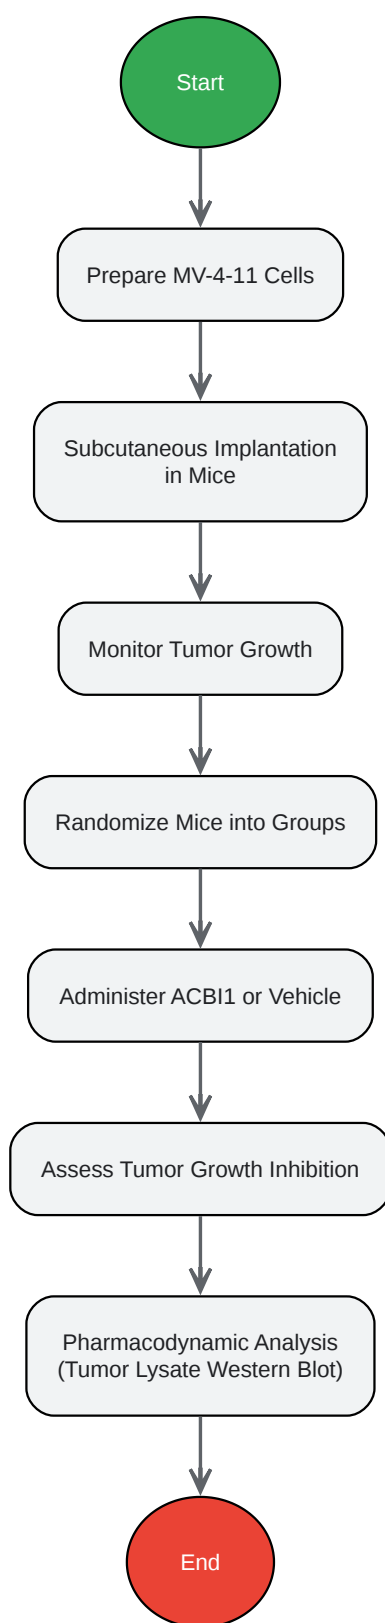 Start
Prepare MV-4-11 Cells
Subcutaneous Implantation
in Mice
Monitor Tumor Growth
Randomize Mice into Groups
Administer ACBI1 or Vehicle
Assess Tumor Growth Inhibition
Pharmacodynamic Analysis
(Tumor Lysate Western Blot)
End